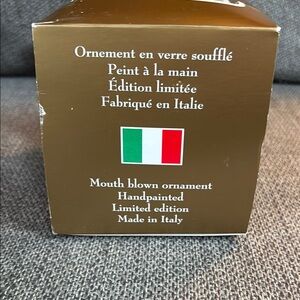 Ornement en verre soufflé
Peint à la main
Édition limitée
Fabriqué en Italie
Mouth blown ornament
Handpainted
Limited edition
Made in Italy